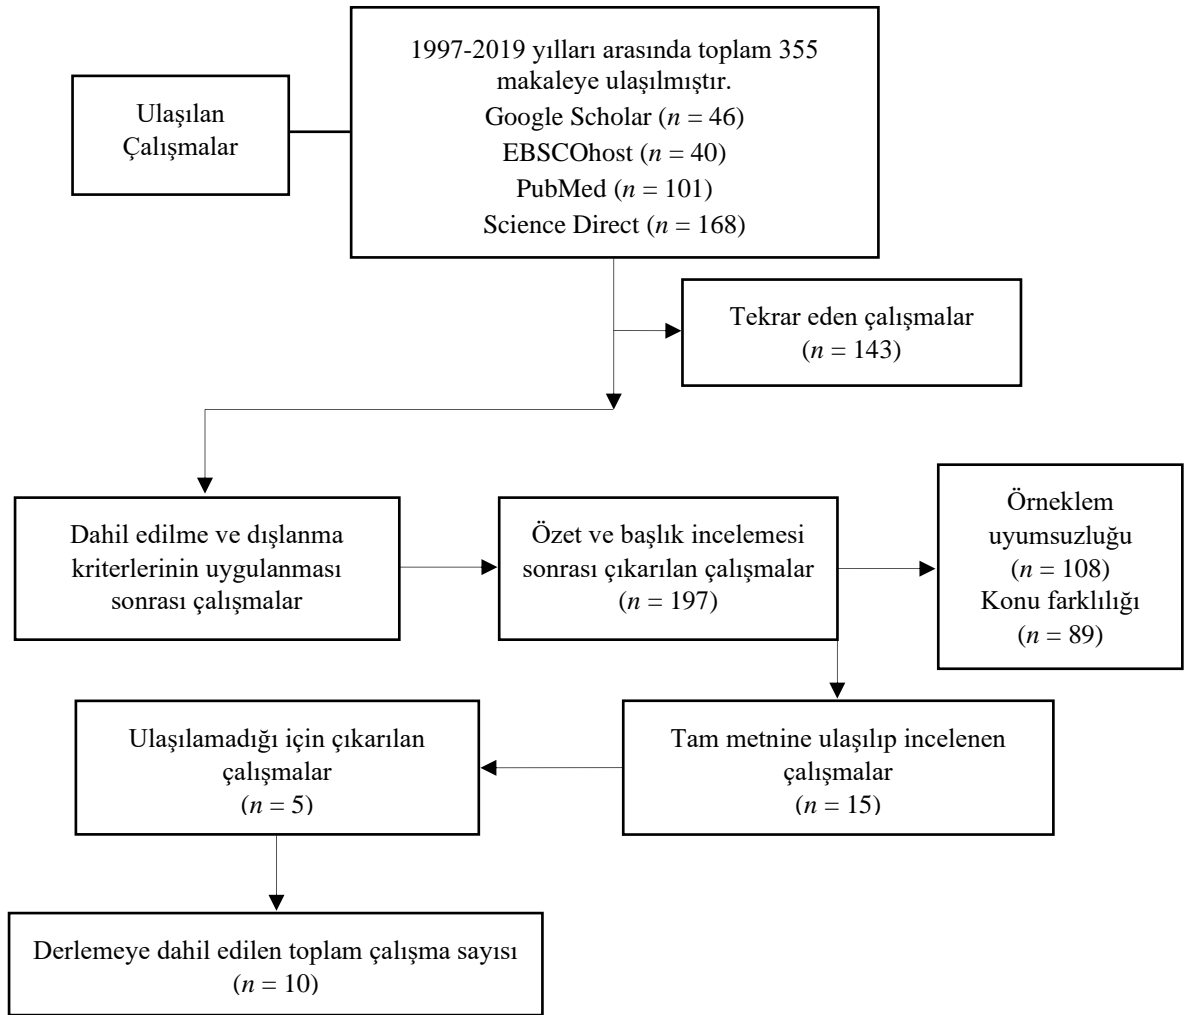 Ulaşılan
Çalışmalar
1997-2019 yılları arasında toplam 355
makaleye ulaşılmıştır.
Google Scholar (n = 46)
EBSCOhost (n = 40)
PubMed (n = 101)
Science Direct (n = 168)
Tekrar eden çalışmalar
(n = 143)
Dahil edilme ve dışlanma
kriterlerinin uygulanması
sonrası çalışmalar
Özet ve başlık incelemesi
sonrası çıkarılan çalışmalar
(n = 197)
Örneklem
uyumsuzluğu
(n = 108)
Konu farklılığı
(n = 89)
Tam metnine ulaşılıp incelenen
çalışmalar
(n = 15)
Ulaşılamadığı için çıkarılan
çalışmalar
(n = 5)
Derlemeye dahil edilen toplam çalışma sayısı
(n = 10)